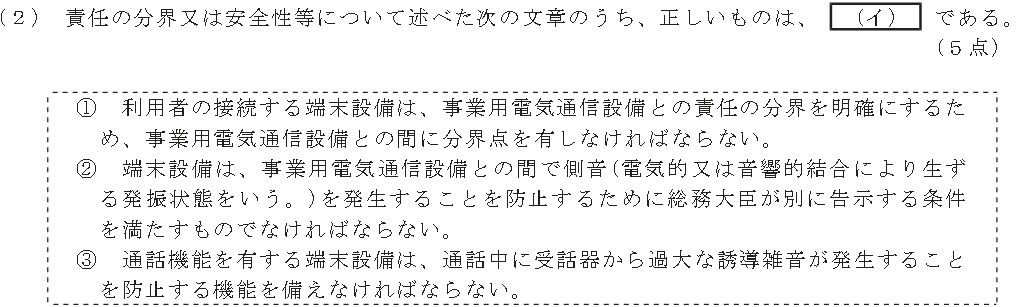 (2) 責任の分界又は安全性等について述べた次の文章のうち、正しいものは、 (イ) である。
(5点)
① 利用者の接続する端末設備は、事業用電気通信設備との責任の分界を明確にするた
め、事業用電気通信設備との間に分界点を有しなければならない。
② 端末設備は、事業用電気通信設備との間で側音(電気的又は音響的結合により生ず
る発振状態をいう。)を発生することを防止するために総務大臣が別に告示する条件
を満たすものでなければならない。
③ 通話機能を有する端末設備は、通話中に受話器から過大な誘導雑音が発生すること
を防止する機能を備えなければならない。